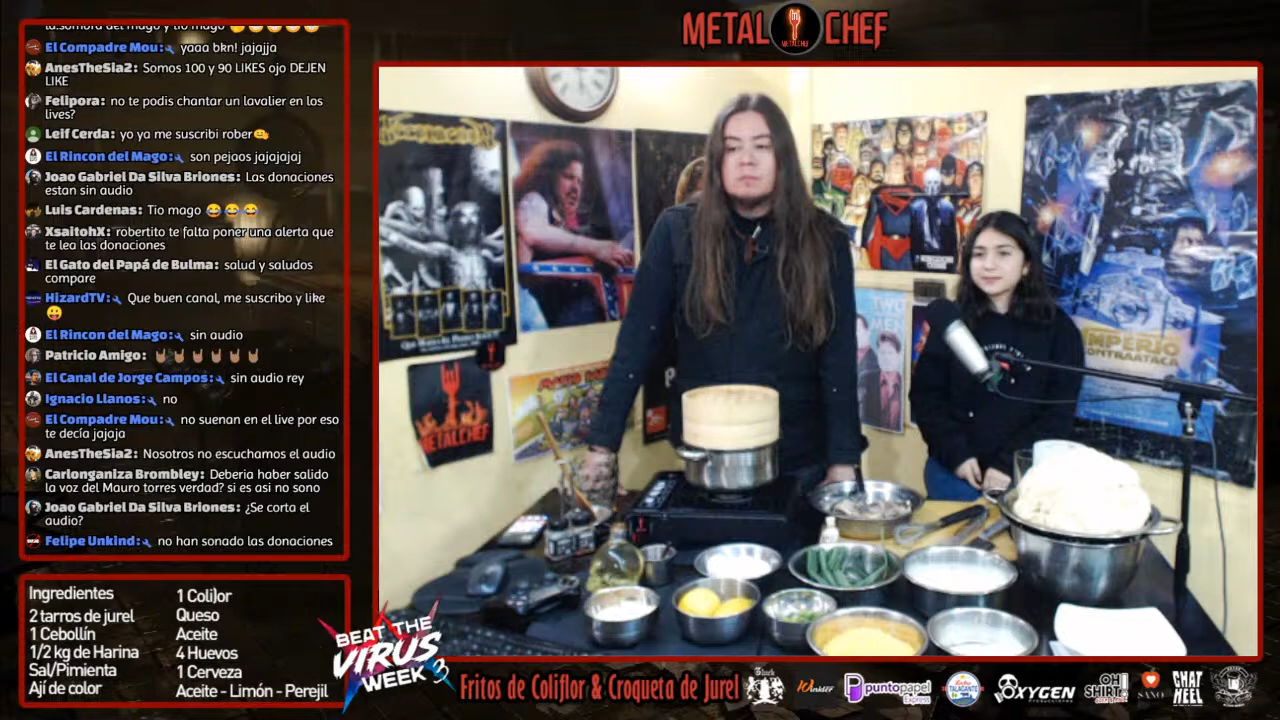 METAL CHEF
METALCHEF
El Compadre Mou: yaaa bkn! jajajja
AnesTheSia2: Somos 100 y 90 LIKES ojo DEJEN
LIKE
Felipora: no te podis chantar un lavalier en los
lives?
Leif Cerda: yo ya me suscribi rober
El Rincon del Mago: son pejaos jajajajaj
Joao Gabriel Da Silva Briones: Las donaciones
estan sin audio
Luis Cardenas: Tio mago 😂😂😂
XsaitohX: robertito te falta poner una alerta que
te lea las donaciones
El Gato del Papá de Bulma: salud y saludos
compare
HizardTV: Que buen canal, me suscribo y like
😛
El Rincon del Mago: sin audio
Patricio Amigo: 🤘🏽🤘🏽🤘🏽🤘🏽🤘🏽🤘🏽
El Canal de Jorge Campos: sin audio rey
Ignacio Llanos: no
El Compadre Mou: no suenan en el live por eso
te decía jajaja
AnesTheSia2: Nosotros no escuchamos el audio
Carlonganiza Brombley: Deberia haber salido
la voz del Mauro torres verdad? si es asi no sono
Joao Gabriel Da Silva Briones: ¿Se corta el
audio?
Felipe Unkind: no han sonado las donaciones
METALCHEF
IMPERIO
CONTRAATACA
Ingredientes
2 tarros de jurel
1 Cebollín
1/2 kg de Harina
Sal/Pimienta
Ají de color
1 Coliflor
Queso
Aceite
4 Huevos
1 Cerveza
Aceite - Limón - Perejil
BEAT THE
VIRUS
WEEK 3
Fritos de Coliflor & Croqueta de Jurel
Winkler
puntopapel
Express
TALAGANTE
OXYGEN
OH
SHIRT!
SANO
CHAT
HELL